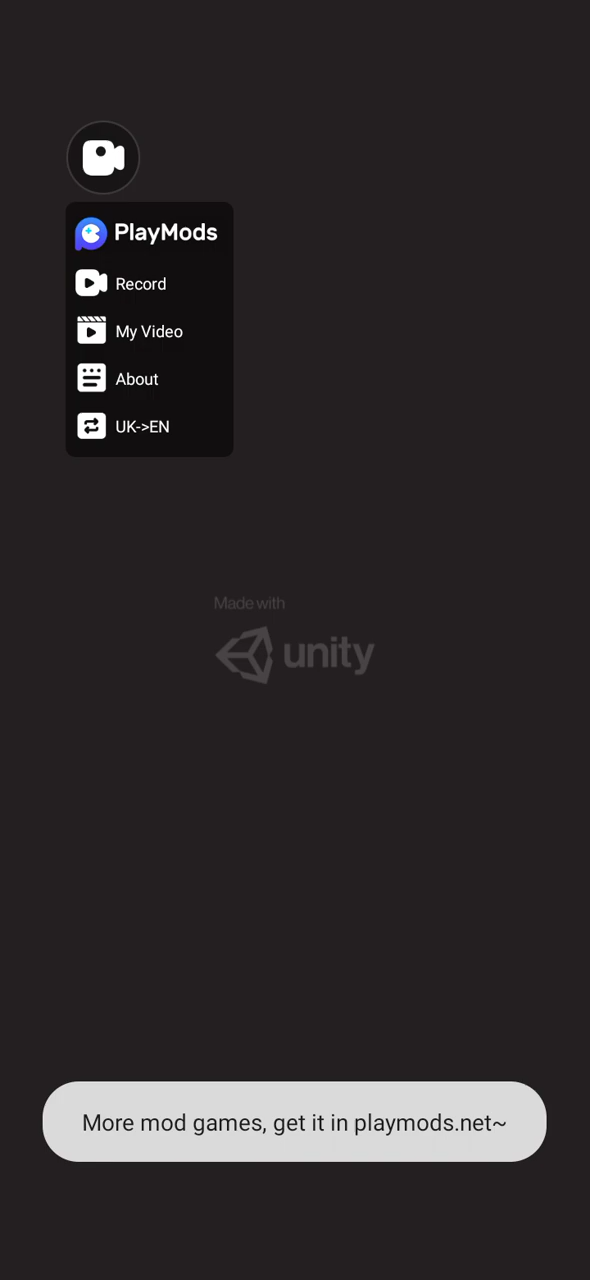 PlayMods
Record
My Video
About
UK->EN
Made with
unity
More mod games, get it in playmods.net~